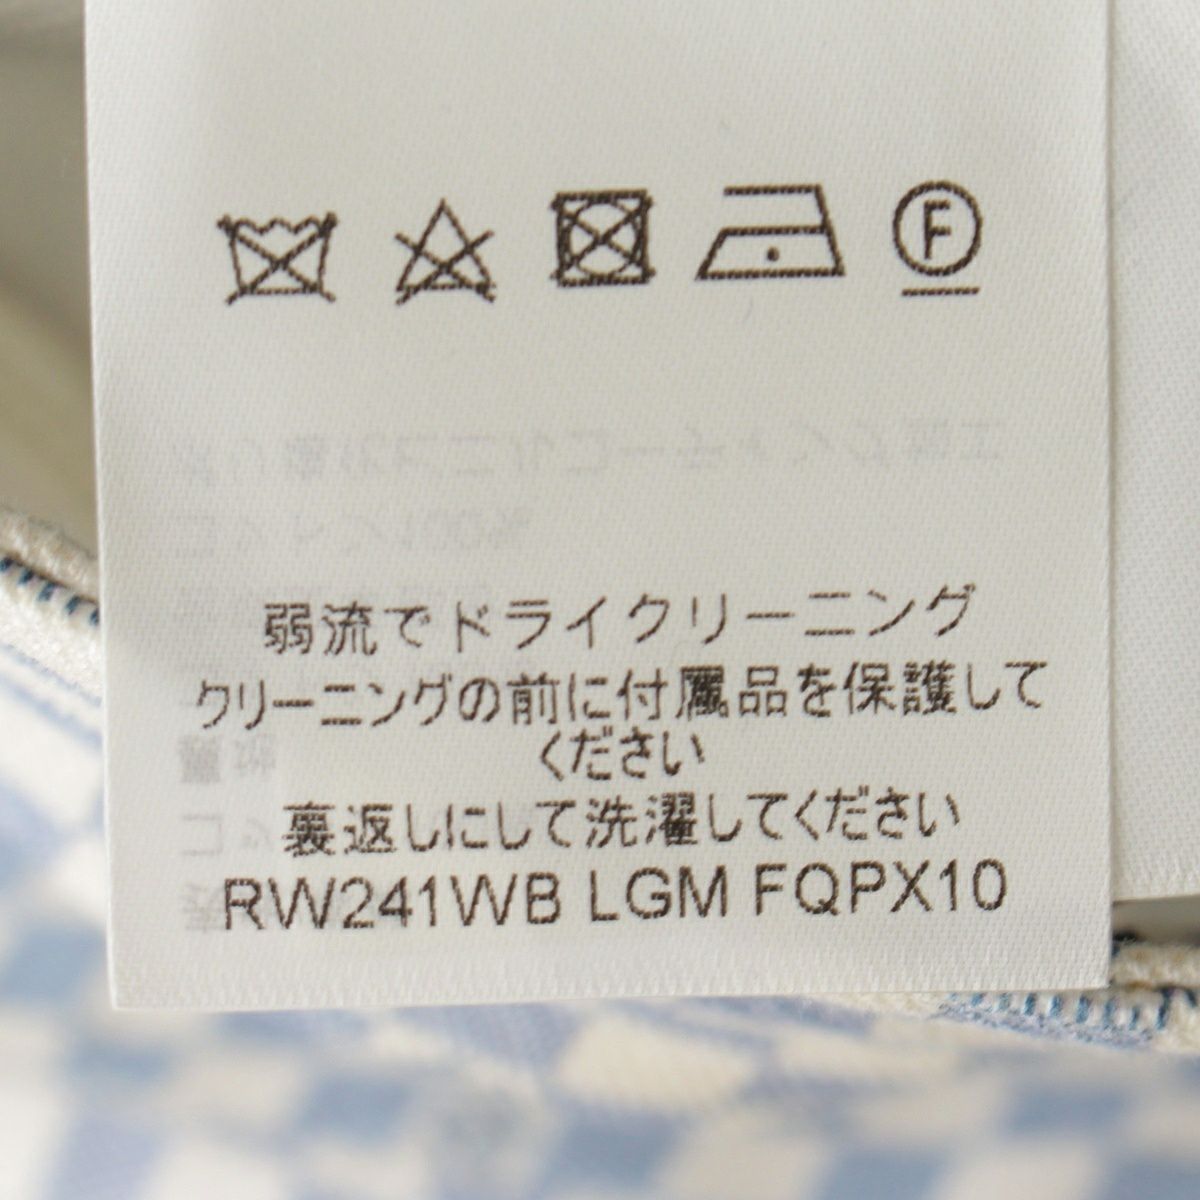 F
弱流でドライクリーニング
クリーニングの前に付属品を保護して
ください
裏返しにして洗濯してください
RW241WB LGM FQPX10